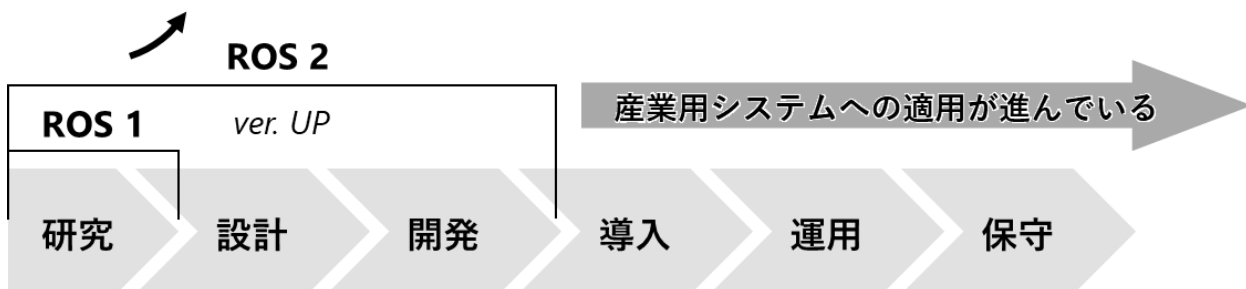 ROS 2
産業用システムへの適用が進んでいる
ROS 1
ver. UP
研究
設計
開発
導入
運用
保守